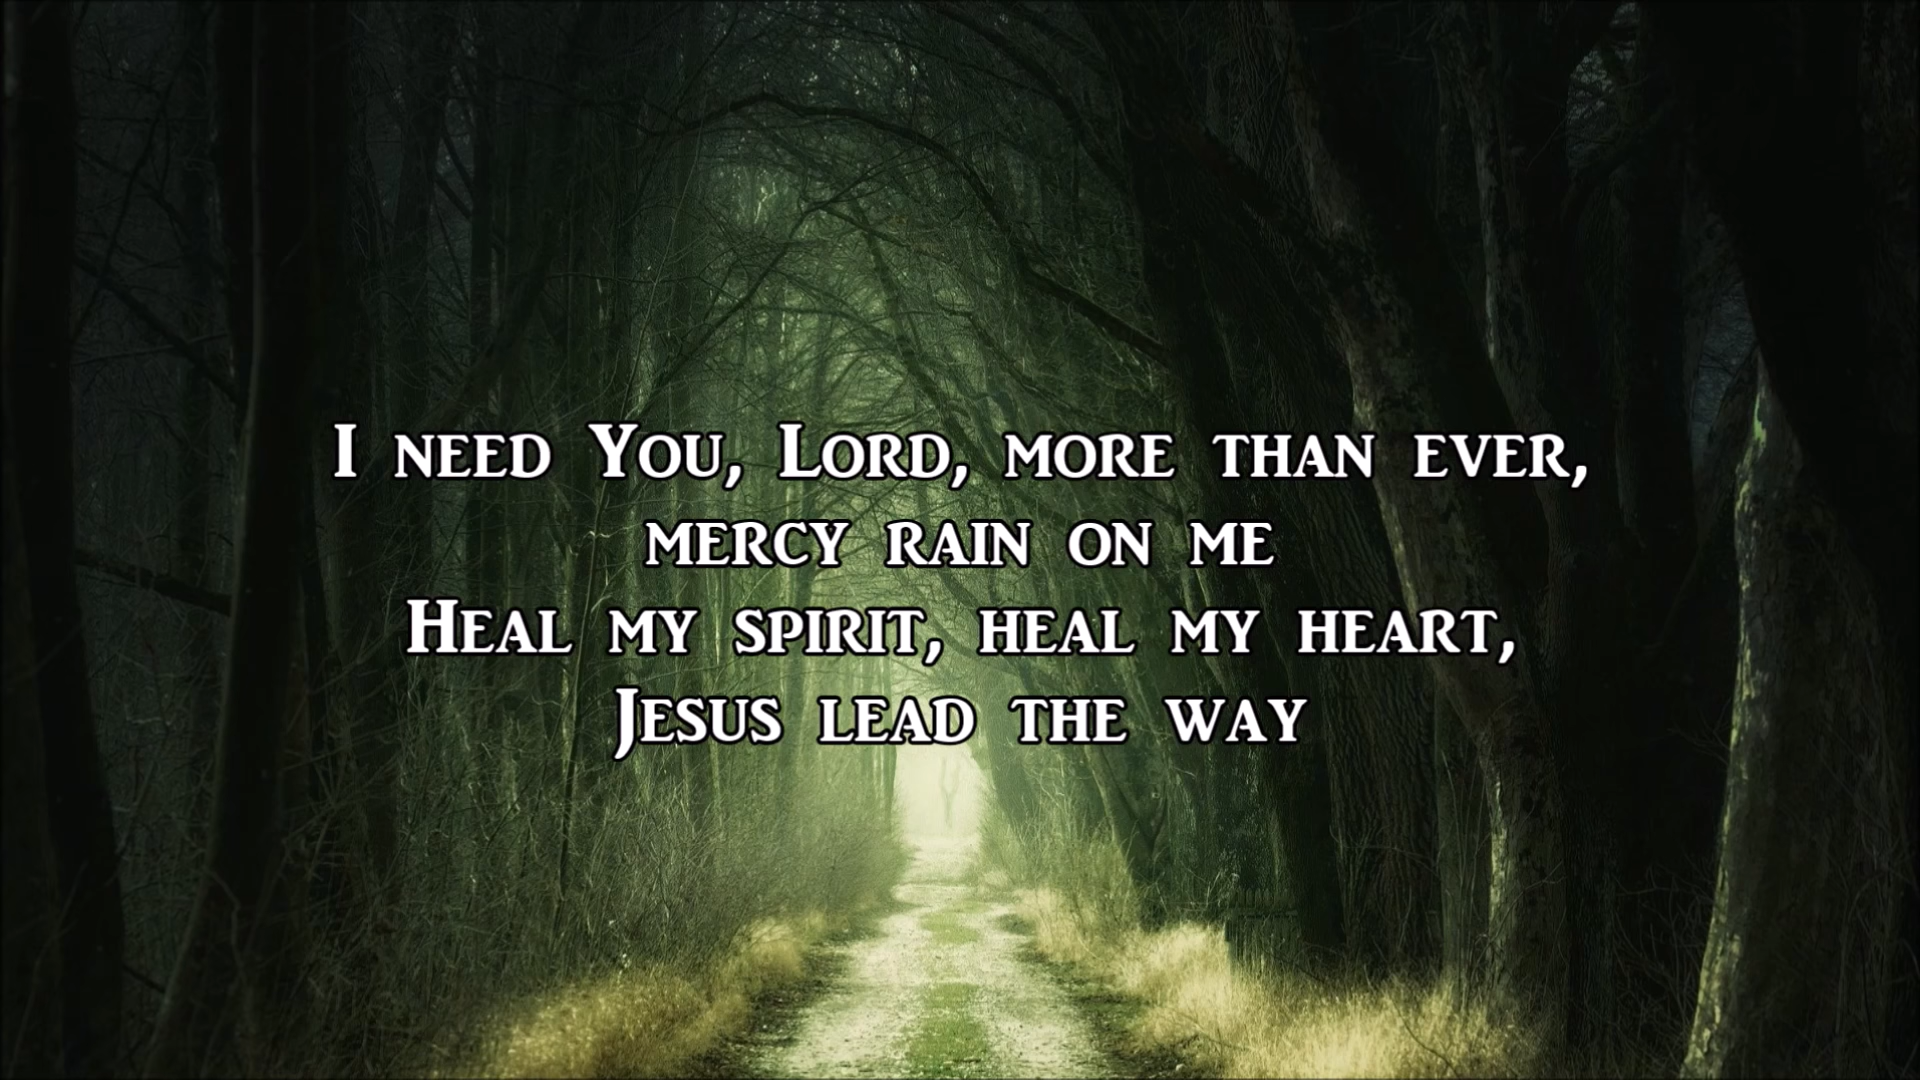 I need You, Lord, more than ever,
mercy rain on me
Heal my spirit, heal my heart,
Jesus lead the way